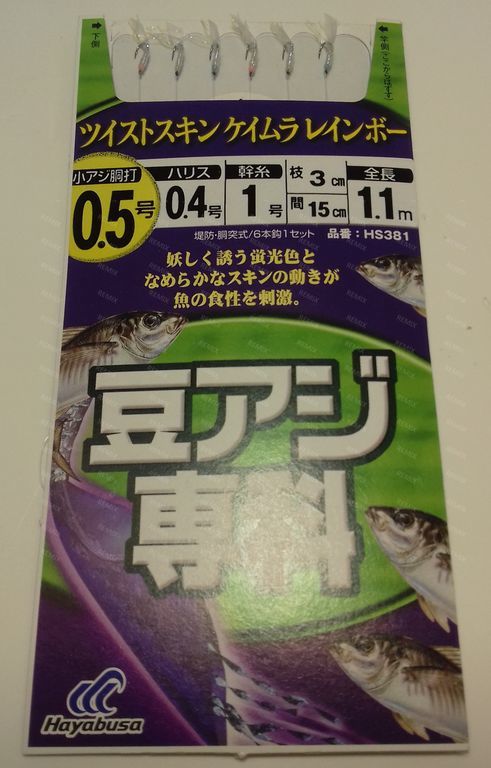 下側
竿側(ここからはずす)
ツイストスキン ケイムラ レインボー
小アジ胴打 ハリス 幹糸 枝 3cm 全長
0.5号 0.4号 1号 間 15cm 1.1m
堤防・胴突式/6本鈎1セット 品番:HS381
妖しく誘う蛍光色と
なめらかなスキンの動きが
魚の食性を刺激。
豆アジ
専科
Hayabusa
REMIX